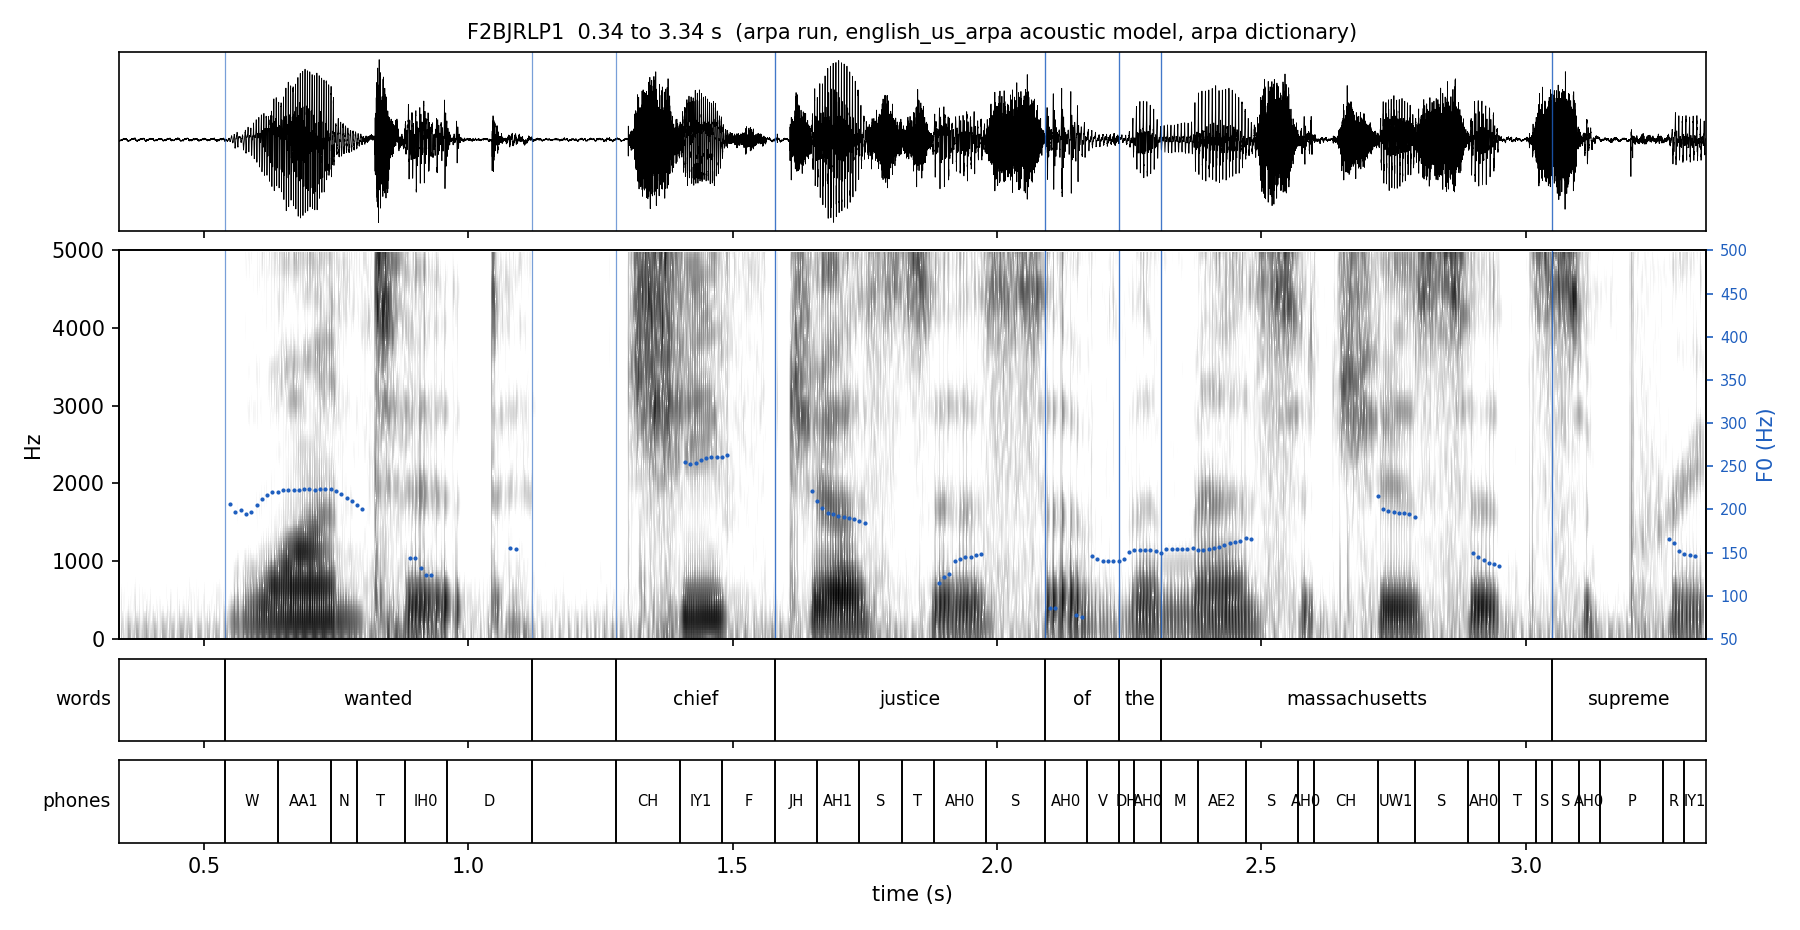 F2BJRLP1 0.34 to 3.34 s (arpa run, english_us_arpa acoustic model, arpa dictionary)
5000
4000
3000
2000
1000
0
Hz
500
450
400
350
300
250
200
150
100
50
F0 (Hz)
words wanted chief justice of the massachusetts supreme
phones W AA1 N T IH0 D CH IY1 F JH AH1 S T AH0 S AH0 V DH AH0 M AE2 S AH0 CH UW1 S AH0 T S S AH0 P R IY1
0.5 1.0 1.5 2.0 2.5 3.0
time (s)